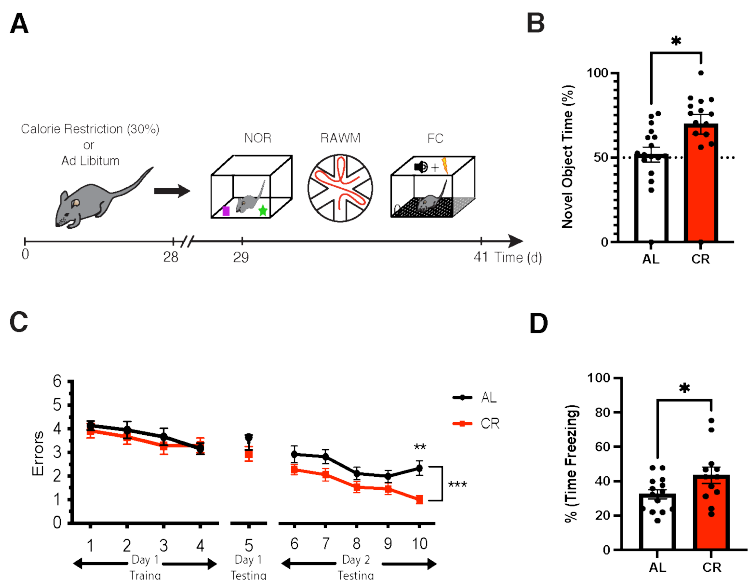 A
Calorie Restriction (30%)
or
Ad Libitum
NOR
RAWM
FC
+
0
28
29
41
Time (d)
B
*
Novel Object Time (%)
100
50
0
AL
CR
C
Errors
6
5
4
3
2
1
0
AL
CR
**
***
1
2
3
4
5
6
7
8
9
10
Day 1
Traing
Day 1
Testing
Day 2
Testing
D
*
% (Time Freezing)
100
80
60
40
20
0
AL
CR